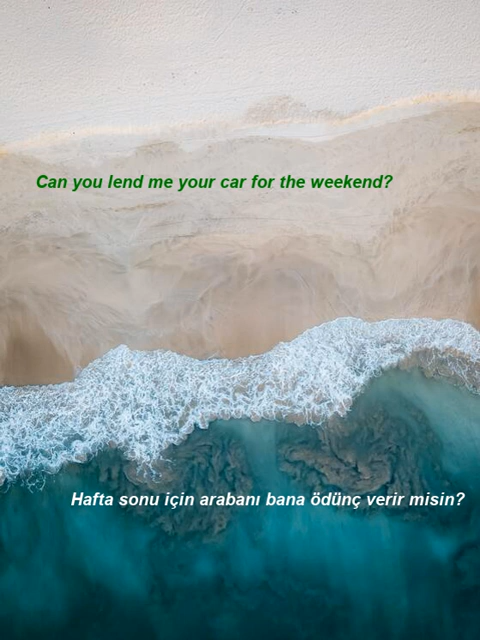 Can you lend me your car for the weekend?
Hafta sonu için arabanı bana ödünç verir misin?